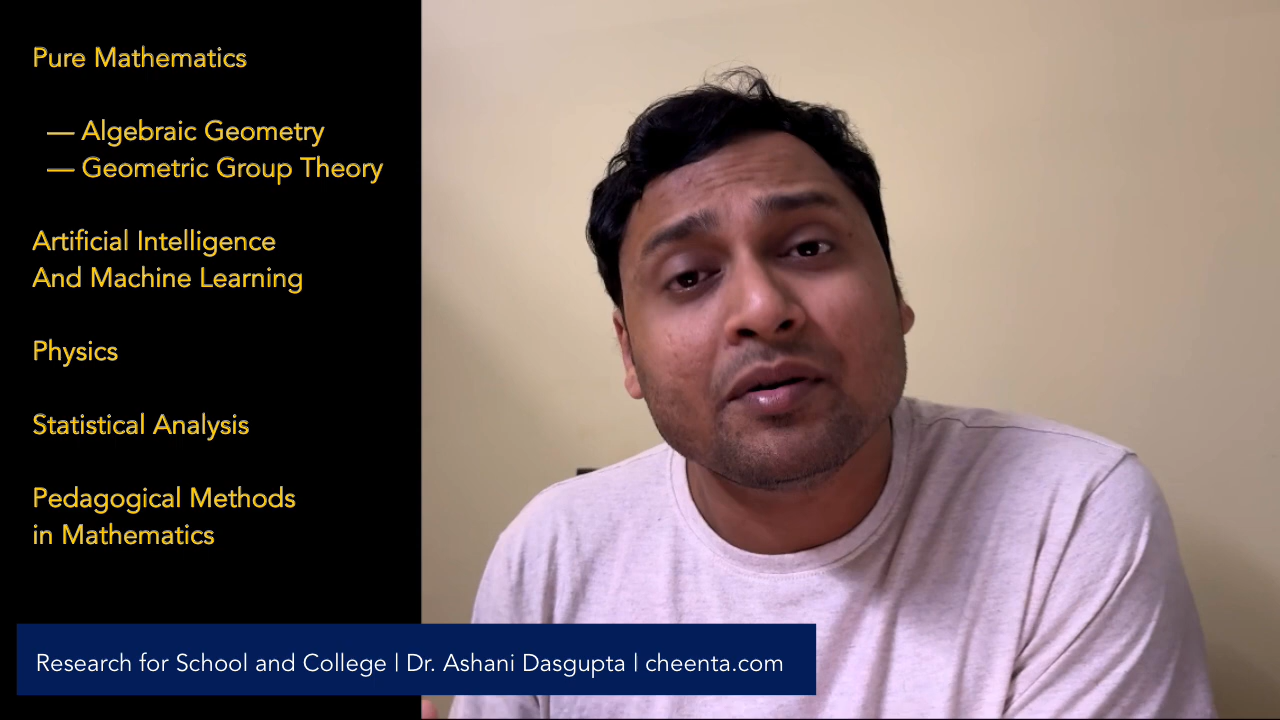 Pure Mathematics
— Algebraic Geometry
— Geometric Group Theory
Artificial Intelligence
And Machine Learning
Physics
Statistical Analysis
Pedagogical Methods
in Mathematics
Research for School and College | Dr. Ashani Dasgupta | cheenta.com